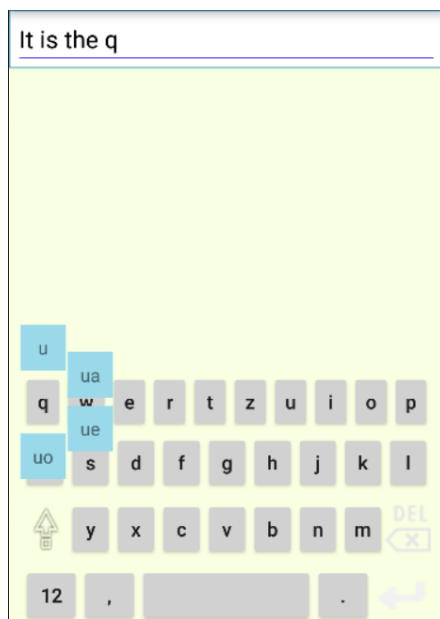 It is the q
u
ua
q w e r t z u i o p
ue
uo s d f g h j k l
y x c v b n m DEL
12 , .